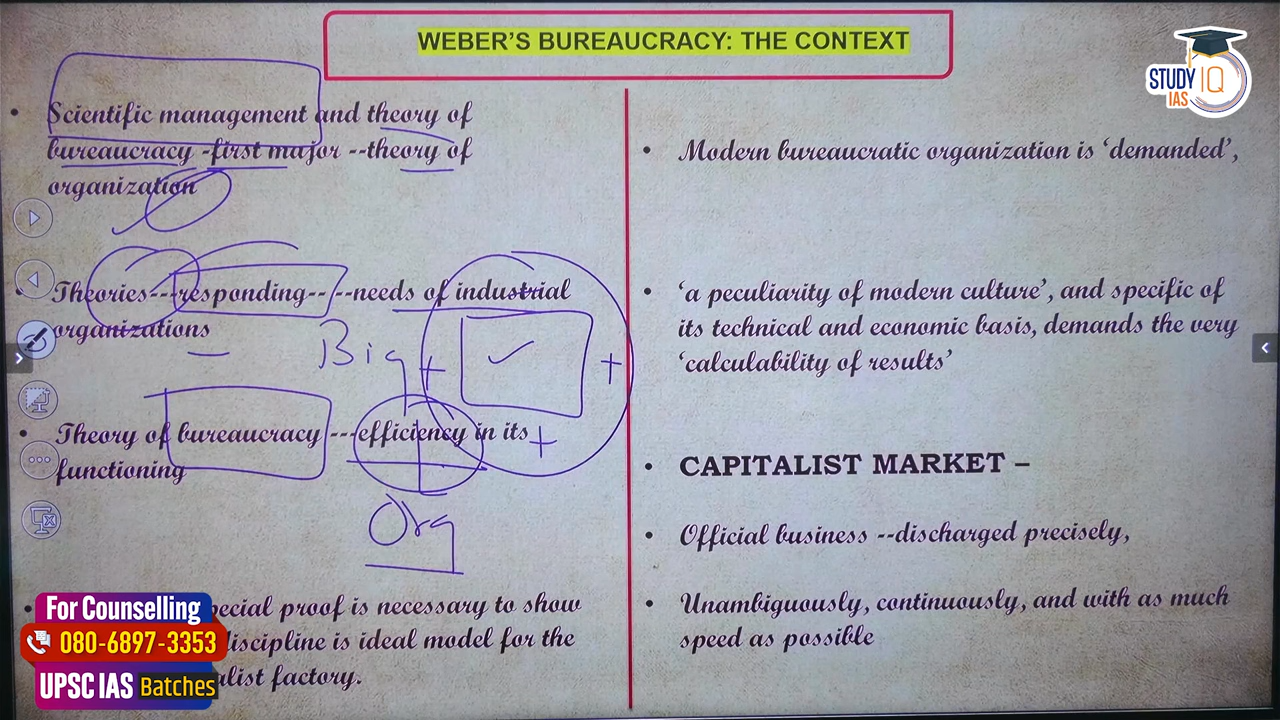 WEBER'S BUREAUCRACY: THE CONTEXT
STUDY IQ
IAS
• Scientific management and theory of
bureaucracy -first major --theory of
organization
• Theories---responding-- --needs of industrial
organizations
Big
• Theory of bureaucracy ---efficiency in its
functioning
Org
pecial proof is necessary to show
discipline is ideal model for the
alist factory.
• Modern bureaucratic organization is 'demanded',
• 'a peculiarity of modern culture', and specific of
its technical and economic basis, demands the very
'calculability of results'
• CAPITALIST MARKET –
• Official business --discharged precisely,
• Unambiguously, continuously, and with as much
speed as possible
For Counselling
080-6897-3353
UPSC IAS Batches